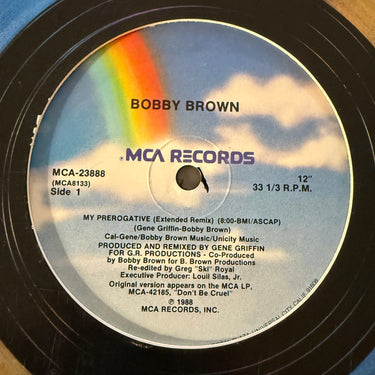 BOBBY BROWN
MCA RECORDS
MCA-23888
(MCA8133)
Side 1
12"
33 1/3 R.P.M.
MY PREROGATIVE (Extended Remix) (8:00-BMI/ASCAP)
(Gene Griffin-Bobby Brown)
Cal-Gene/Bobby Brown Music/Unicity Music
PRODUCED AND REMIXED BY GENE GRIFFIN
FOR G.R. PRODUCTIONS - Co-Produced
by Bobby Brown for B. Brown Productions
Re-edited by Greg "Ski" Royal
Executive Producer: Louil Silas, Jr.
Original version appears on the MCA LP,
MCA-42185, "Don't Be Cruel"
℗ 1988
MCA RECORDS, INC.
UNIVERSAL CITY, CALIF.